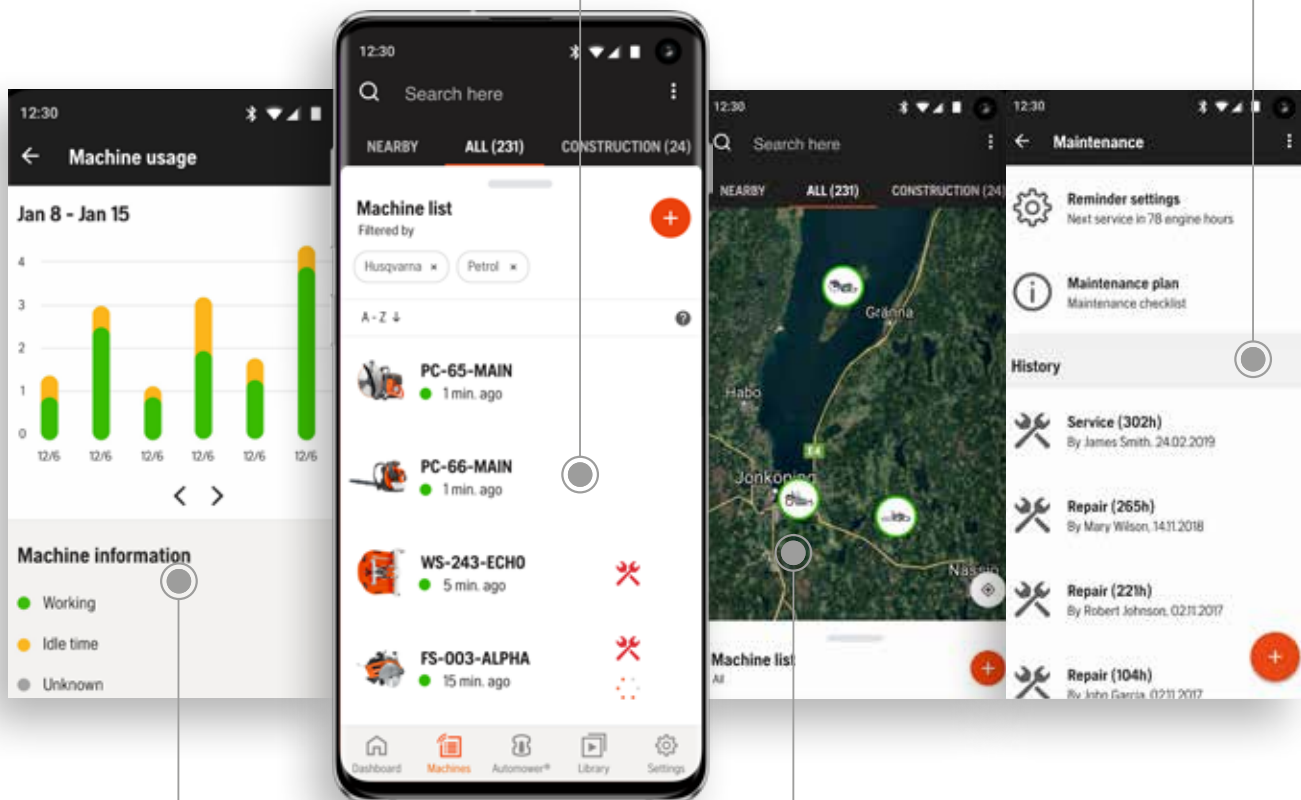 12:30
Machine usage
Jan 8 - Jan 15
4
3
2
1
0
12/6 12/6 12/6 12/6 12/6 12/6
Machine information
Working
Idle time
Unknown
12:30
Search here
NEARBY ALL (231) CONSTRUCTION (24)
Machine list
Filtered by
Husqvarna × Petrol ×
A - Z ↓
PC-65-MAIN
1 min. ago
PC-66-MAIN
1 min. ago
WS-243-ECHO
5 min. ago
FS-003-ALPHA
15 min. ago
Dashboard Machines Automower® Library Settings
12:30
Search here
NEARBY ALL (231) CONSTRUCTION (24)
Gränna
Habo
E4
Jönköping
Nässjö
Machine list
All
12:30
Maintenance
Reminder settings
Next service in 78 engine hours
Maintenance plan
Maintenance checklist
History
Service (302h)
By James Smith, 24.02.2019
Repair (265h)
By Mary Wilson, 14.11.2018
Repair (221h)
By Robert Johnson, 02.11.2017
Repair (104h)
By John Garcia, 02.11.2017